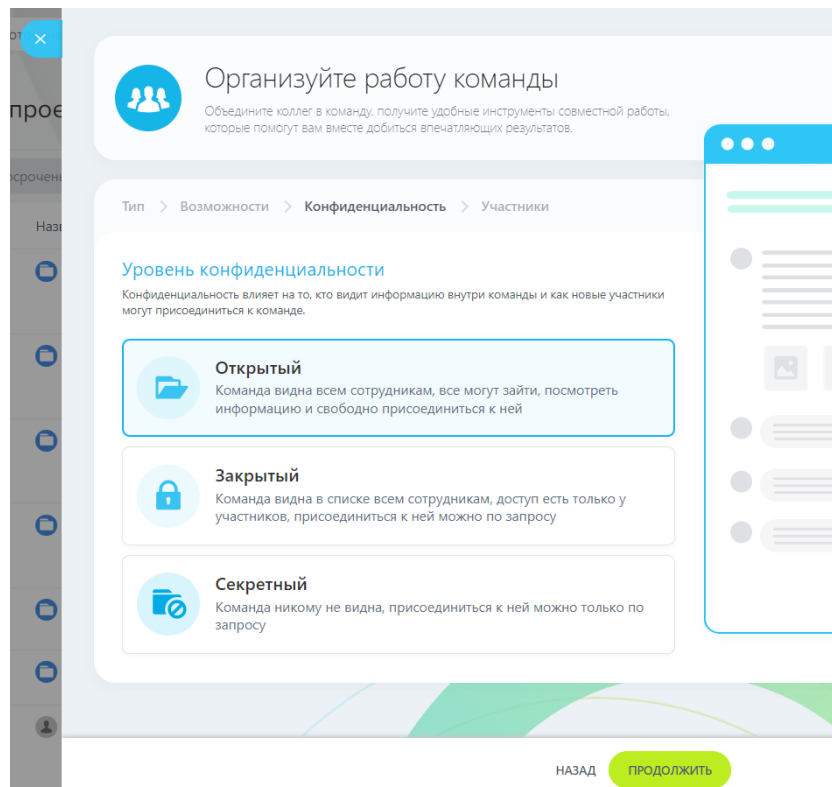 Организуйте работу команды
Объедините коллег в команду, получите удобные инструменты совместной работы,
которые помогут вам вместе добиться впечатляющих результатов.
Тип > Возможности > Конфиденциальность > Участники
Уровень конфиденциальности
Конфиденциальность влияет на то, кто видит информацию внутри команды и как новые участники
могут присоединиться к команде.
Открытый
Команда видна всем сотрудникам, все могут зайти, посмотреть
информацию и свободно присоединиться к ней
Закрытый
Команда видна в списке всем сотрудникам, доступ есть только у
участников, присоединиться к ней можно по запросу
Секретный
Команда никому не видна, присоединиться к ней можно только по
запросу
НАЗАД
ПРОДОЛЖИТЬ